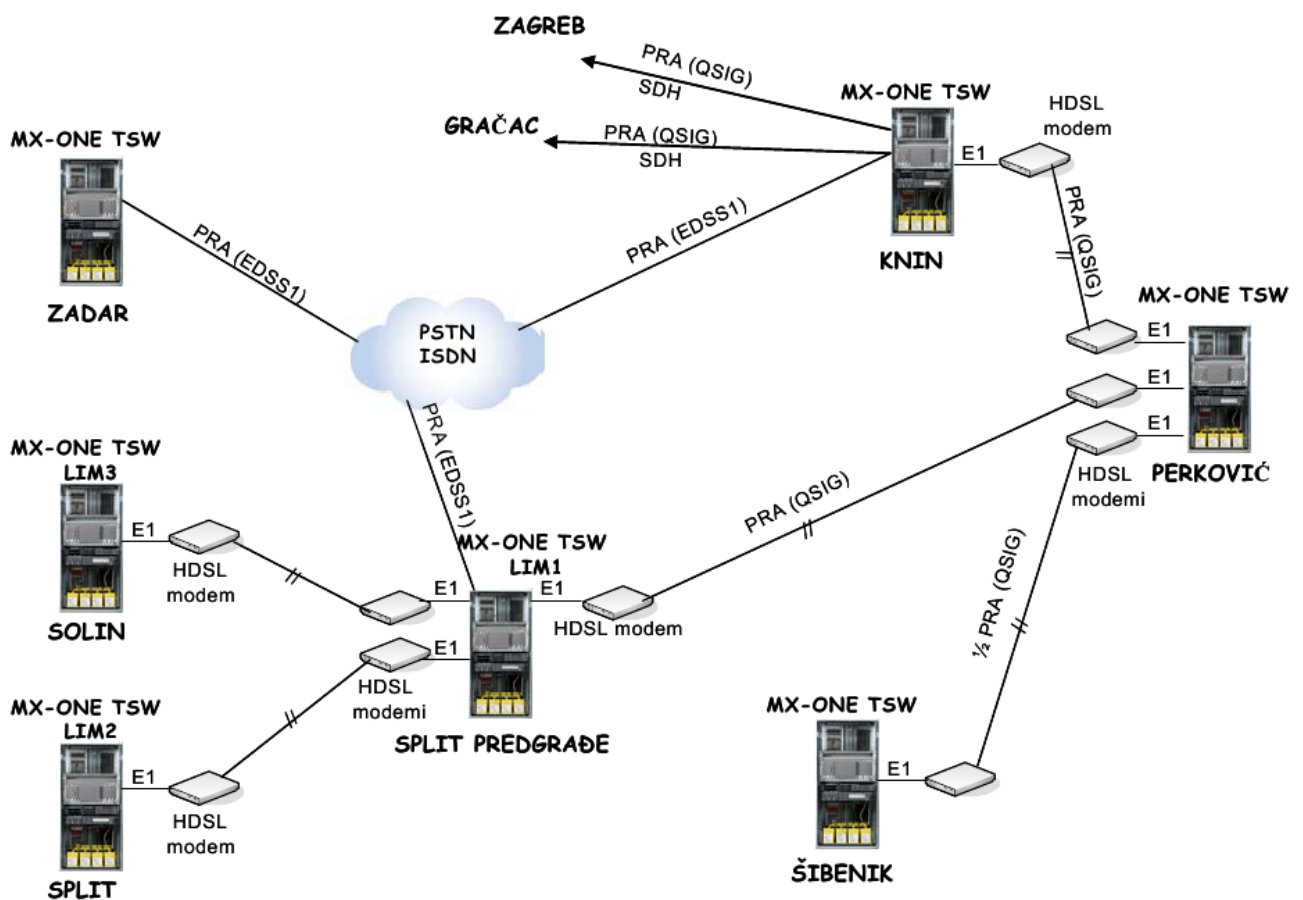 ZAGREB
PRA (QSIG)
SDH
GRAČAC
PRA (QSIG)
SDH
MX-ONE TSW
E1
KNIN
HDSL
modem
MX-ONE TSW
ZADAR
PRA (EDSS1)
PRA (EDSS1)
PSTN
ISDN
PRA (QSIG)
MX-ONE TSW
E1
E1
E1
PERKOVIĆ
HDSL
modemi
PRA (EDSS1)
MX-ONE TSW
LIM3
E1
HDSL
modem
SOLIN
MX-ONE TSW
LIM1
E1
E1
E1
HDSL modem
HDSL
modemi
SPLIT PREDGRAĐE
PRA (QSIG)
½ PRA (QSIG)
MX-ONE TSW
LIM2
E1
HDSL
modem
SPLIT
MX-ONE TSW
E1
ŠIBENIK